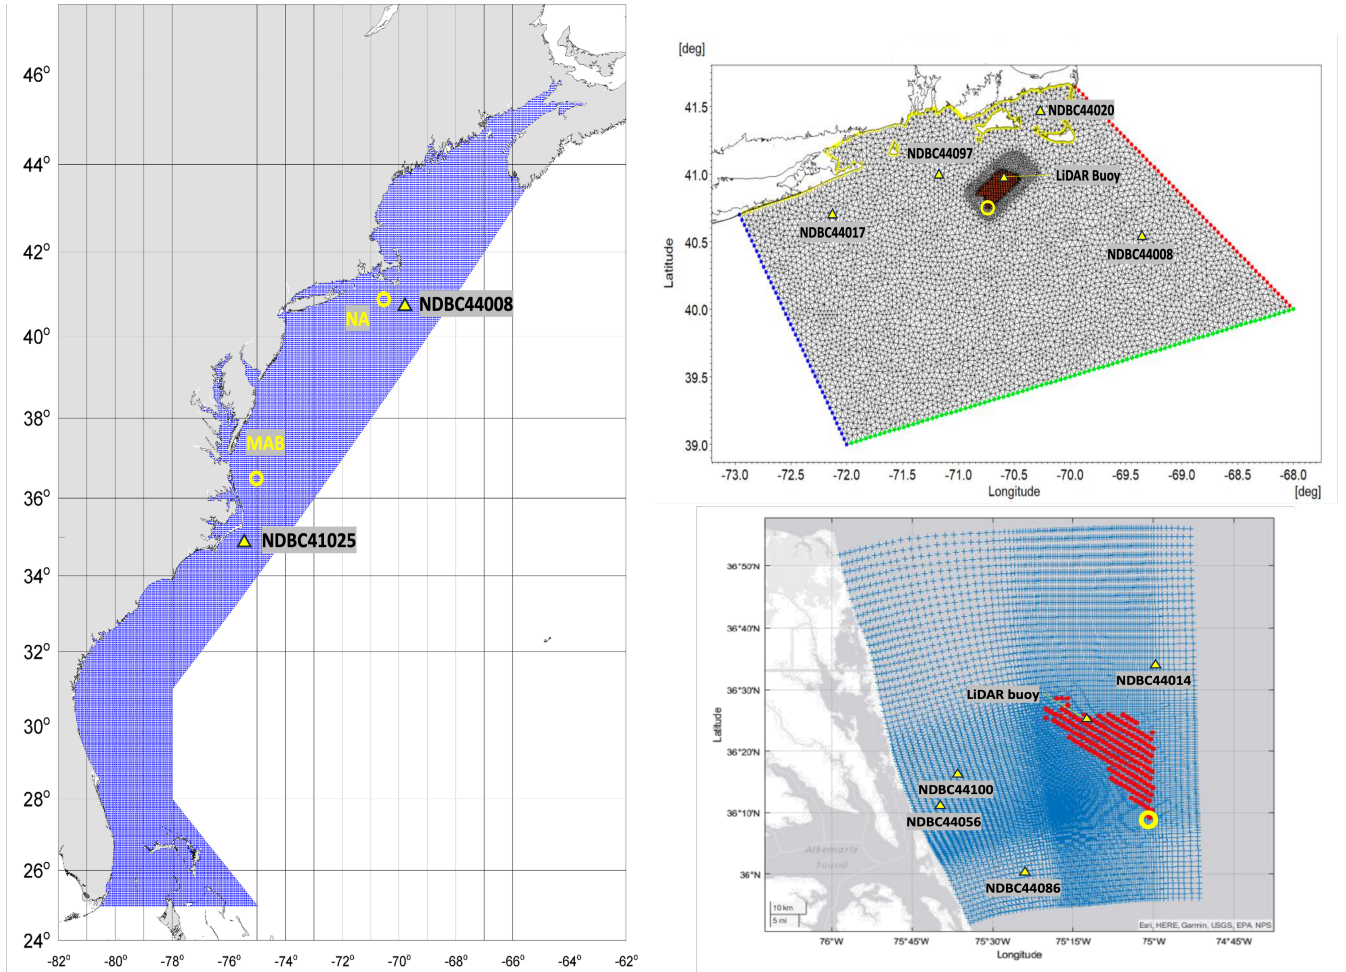 46°
44°
42°
40°
38°
36°
34°
32°
30°
28°
26°
24°
-82
-80°
-78°
-76°
-74°
-72°
-70°
-68°
-66°
-64°
-62°
NDBC44008
NA
MAB
NDBC41025
[deg]
41.5
41.0
40.5
40.0
39.5
39.0
Latitude
NDBC44020
NDBC44097
LiDAR Buoy
NDBC44017
NDBC44008
-73.0
-72.5
-72.0
-71.5
-71.0
-70.5
-70.0
-69.5
-69.0
-68.5
-68.0
Longitude
[deg]
36°50'N
36°40'N
36°30'N
36°20'N
36°10'N
36°N
Latitude
NDBC44014
LiDAR buoy
NDBC44100
NDBC44056
NDBC44086
Albemarle
Sound
10 km
5 mi
Esri, HERE, Garmin, USGS, EPA, NPS
76°W
75°45'W
75°30'W
75°15'W
75°W
74°45'W
Longitude